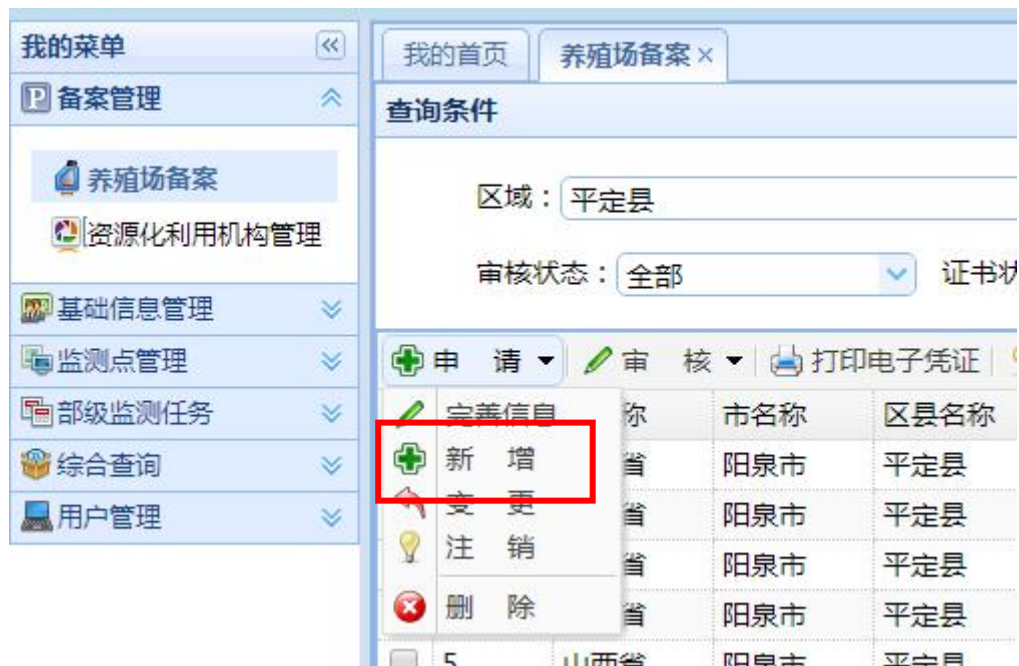 我的菜单
备案管理
养殖场备案
资源化利用机构管理
基础信息管理
监测点管理
部级监测任务
综合查询
用户管理
我的首页 养殖场备案
查询条件
区域：平定县
审核状态：全部 证书状
申 请 审 核 打印电子凭证
完善信息 称 市名称 区县名称
新 增 省 阳泉市 平定县
变 更 省 阳泉市 平定县
注 销 省 阳泉市 平定县
删 除 省 阳泉市 平定县
5 山西省 阳泉市 平定县